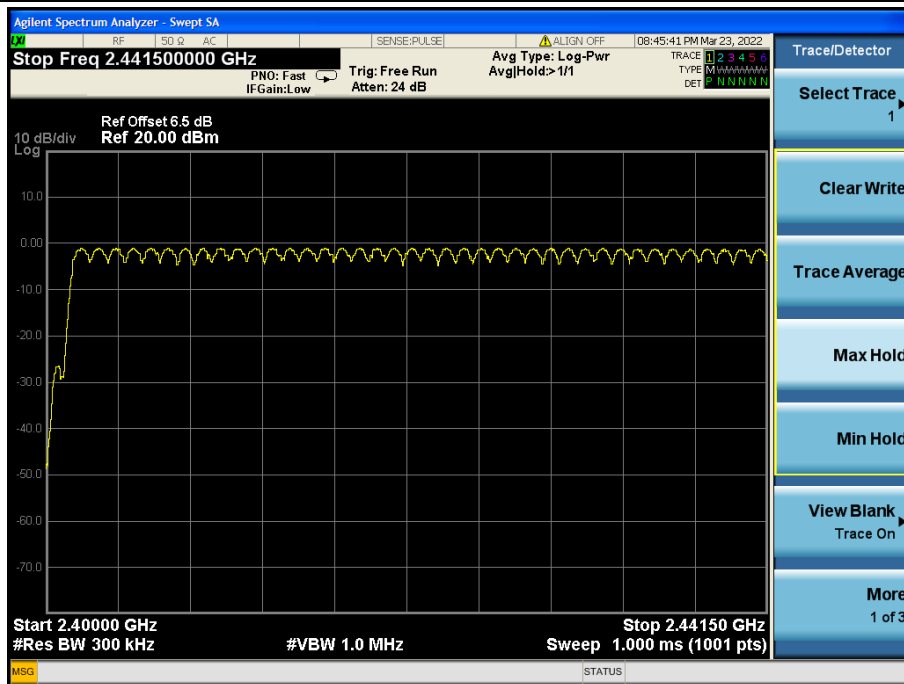 Agilent Spectrum Analyzer - Swept SA
LXI RF 50 Ω AC SENSE:PULSE ALIGN OFF 08:45:41 PM Mar 23, 2022
Stop Freq 2.441500000 GHz
PNO: Fast
IFGain:Low
Trig: Free Run
Atten: 24 dB
Avg Type: Log-Pwr
Avg|Hold:>1/1
TRACE 1 2 3 4 5 6
TYPE M WWWWW
DET P N N N N N
Ref Offset 6.5 dB
10 dB/div Ref 20.00 dBm
Log
10.0
0.00
-10.0
-20.0
-30.0
-40.0
-50.0
-60.0
-70.0
Start 2.40000 GHz Stop 2.44150 GHz
#Res BW 300 kHz #VBW 1.0 MHz Sweep 1.000 ms (1001 pts)
MSG STATUS
Trace/Detector
Select Trace
1
Clear Write
Trace Average
Max Hold
Min Hold
View Blank
Trace On
More
1 of 3